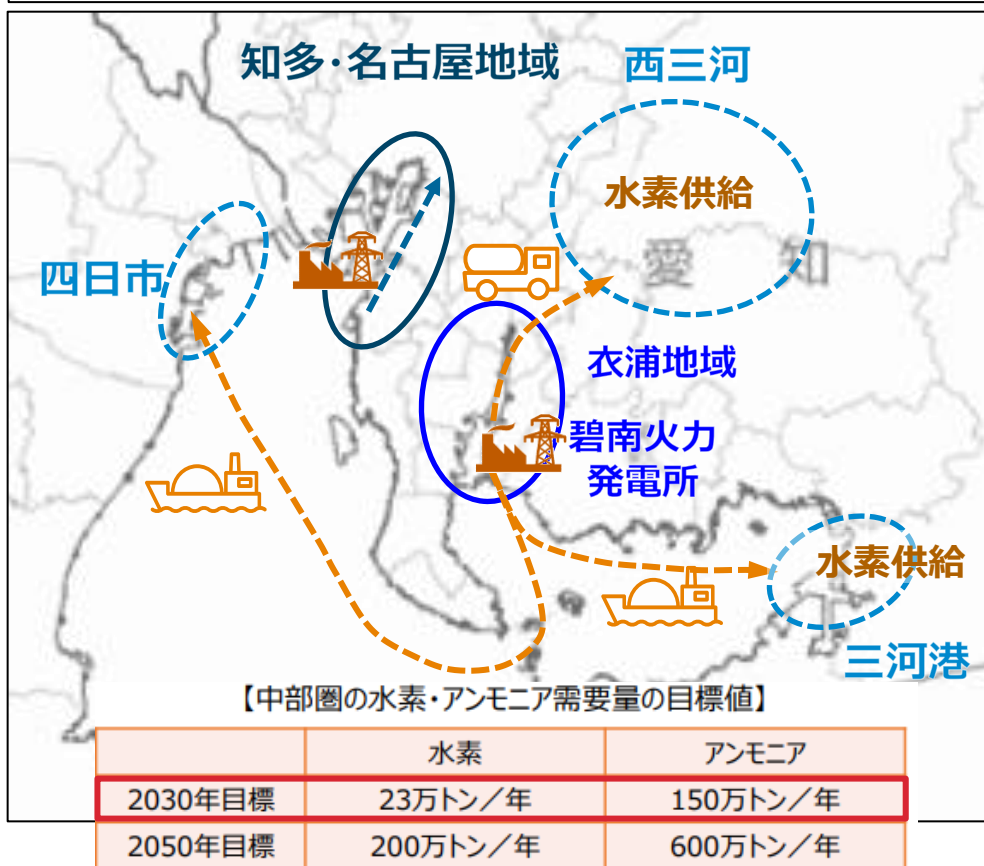 知多・名古屋地域
西三河
水素供給
愛 知
四日市
衣浦地域
碧南火力
発電所
水素供給
三河港
【中部圏の水素・アンモニア需要量の目標値】
水素 アンモニア
2030年目標 23万トン／年 150万トン／年
2050年目標 200万トン／年 600万トン／年